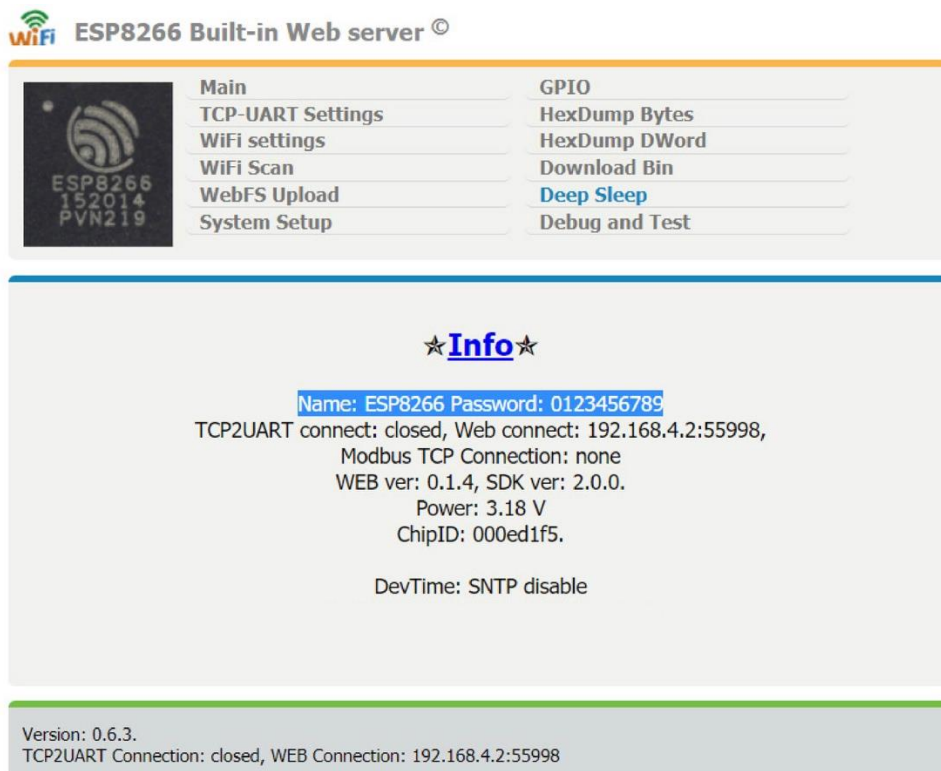 WiFi ESP8266 Built-in Web server ©
ESP8266
152014
PVN219
Main
TCP-UART Settings
WiFi settings
WiFi Scan
WebFS Upload
System Setup
GPIO
HexDump Bytes
HexDump DWord
Download Bin
Deep Sleep
Debug and Test
✯Info✯
Name: ESP8266 Password: 0123456789
TCP2UART connect: closed, Web connect: 192.168.4.2:55998,
Modbus TCP Connection: none
WEB ver: 0.1.4, SDK ver: 2.0.0.
Power: 3.18 V
ChipID: 000ed1f5.
DevTime: SNTP disable
Version: 0.6.3.
TCP2UART Connection: closed, WEB Connection: 192.168.4.2:55998